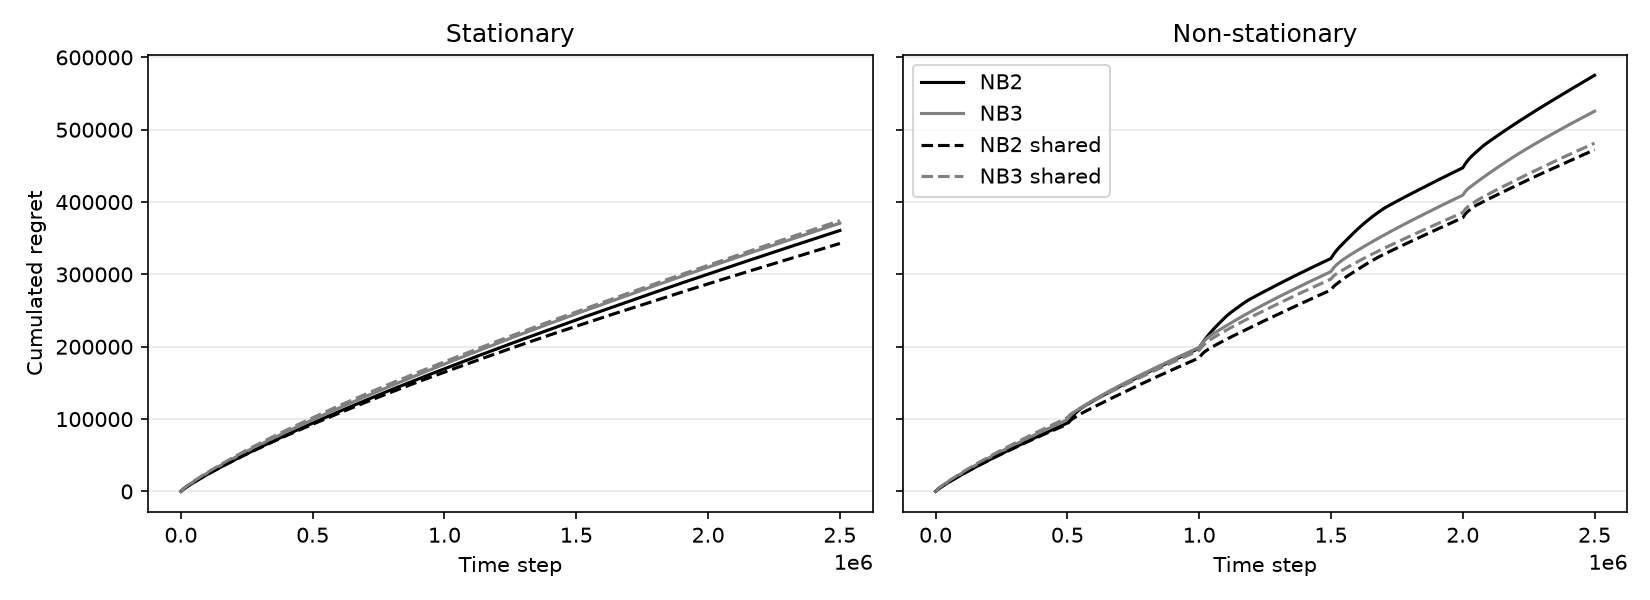 Stationary
Non-stationary
Cumulated regret
600000
500000
400000
300000
200000
100000
0
0.0 0.5 1.0 1.5 2.0 2.5
1e6
Time step
NB2
NB3
NB2 shared
NB3 shared
0.0 0.5 1.0 1.5 2.0 2.5
1e6
Time step